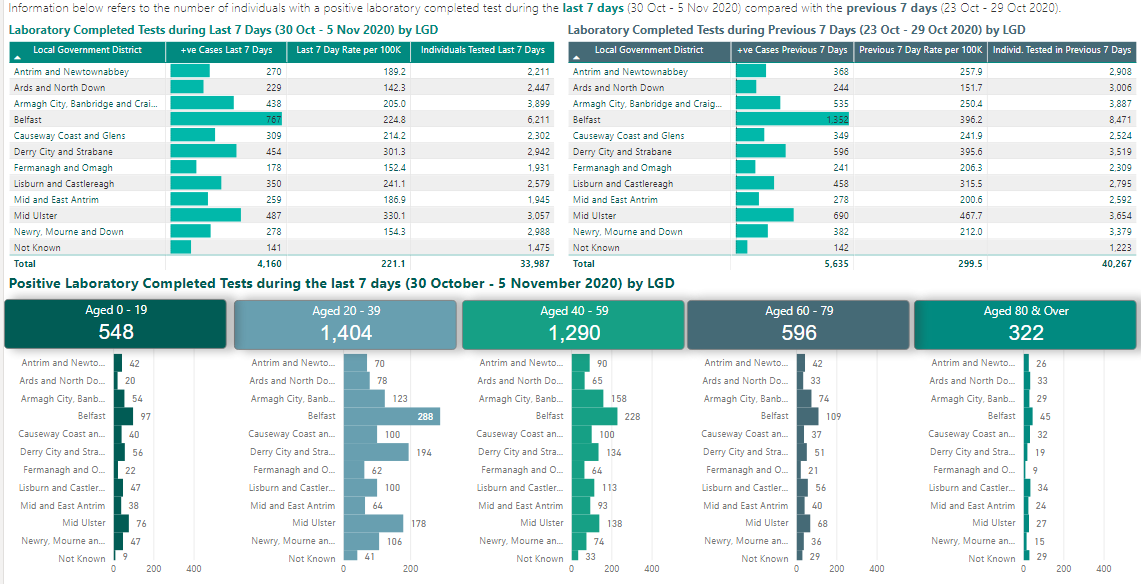 Information below refers to the number of individuals with a positive laboratory completed test during the last 7 days (30 Oct - 5 Nov 2020) compared with the previous 7 days (23 Oct - 29 Oct 2020).
Laboratory Completed Tests during Last 7 Days (30 Oct - 5 Nov 2020) by LGD
Local Government District +ve Cases Last 7 Days Last 7 Day Rate per 100K Individuals Tested Last 7 Days
Antrim and Newtownabbey 270 189.2 2,211
Ards and North Down 229 142.3 2,447
Armagh City, Banbridge and Crai... 438 205.0 3,899
Belfast 767 224.8 6,211
Causeway Coast and Glens 309 214.2 2,302
Derry City and Strabane 454 301.3 2,942
Fermanagh and Omagh 178 152.4 1,931
Lisburn and Castlereagh 350 241.1 2,579
Mid and East Antrim 259 186.9 1,945
Mid Ulster 487 330.1 3,057
Newry, Mourne and Down 278 154.3 2,988
Not Known 141 1,475
Total 4,160 221.1 33,987
Laboratory Completed Tests during Previous 7 Days (23 Oct - 29 Oct 2020) by LGD
Local Government District +ve Cases Previous 7 Days Previous 7 Day Rate per 100K Individ. Tested in Previous 7 Days
Antrim and Newtownabbey 368 257.9 2,908
Ards and North Down 244 151.7 3,006
Armagh City, Banbridge and Craig... 535 250.4 3,887
Belfast 1,352 396.2 8,471
Causeway Coast and Glens 349 241.9 2,524
Derry City and Strabane 596 395.6 3,519
Fermanagh and Omagh 241 206.3 2,309
Lisburn and Castlereagh 458 315.5 2,795
Mid and East Antrim 278 200.6 2,592
Mid Ulster 690 467.7 3,654
Newry, Mourne and Down 382 212.0 3,379
Not Known 142 1,223
Total 5,635 299.5 40,267
Positive Laboratory Completed Tests during the last 7 days (30 October - 5 November 2020) by LGD
Aged 0 - 19
548
Antrim and Newto... 42
Ards and North Do... 20
Armagh City, Banb... 54
Belfast 97
Causeway Coast an... 40
Derry City and Stra... 56
Fermanagh and O... 22
Lisburn and Castler... 47
Mid and East Antrim 38
Mid Ulster 76
Newry, Mourne an... 47
Not Known 9
0 200 400
Aged 20 - 39
1,404
Antrim and Newto... 70
Ards and North Do... 78
Armagh City, Banb... 123
Belfast 288
Causeway Coast an... 100
Derry City and Stra... 194
Fermanagh and O... 62
Lisburn and Castler... 100
Mid and East Antrim 64
Mid Ulster 178
Newry, Mourne an... 106
Not Known 41
0 200
Aged 40 - 59
1,290
Antrim and Newto... 90
Ards and North Do... 65
Armagh City, Banb... 158
Belfast 228
Causeway Coast an... 100
Derry City and Stra... 134
Fermanagh and O... 64
Lisburn and Castler... 113
Mid and East Antrim 93
Mid Ulster 138
Newry, Mourne an... 74
Not Known 33
0 200 400
Aged 60 - 79
596
Antrim and Newto... 42
Ards and North Do... 33
Armagh City, Banb... 74
Belfast 109
Causeway Coast an... 37
Derry City and Stra... 51
Fermanagh and O... 21
Lisburn and Castler... 56
Mid and East Antrim 40
Mid Ulster 68
Newry, Mourne an... 36
Not Known 29
0 200 400
Aged 80 & Over
322
Antrim and Newto... 26
Ards and North Do... 33
Armagh City, Banb... 29
Belfast 45
Causeway Coast an... 32
Derry City and Stra... 19
Fermanagh and O... 9
Lisburn and Castler... 34
Mid and East Antrim 24
Mid Ulster 27
Newry, Mourne an... 15
Not Known 29
0 200 400